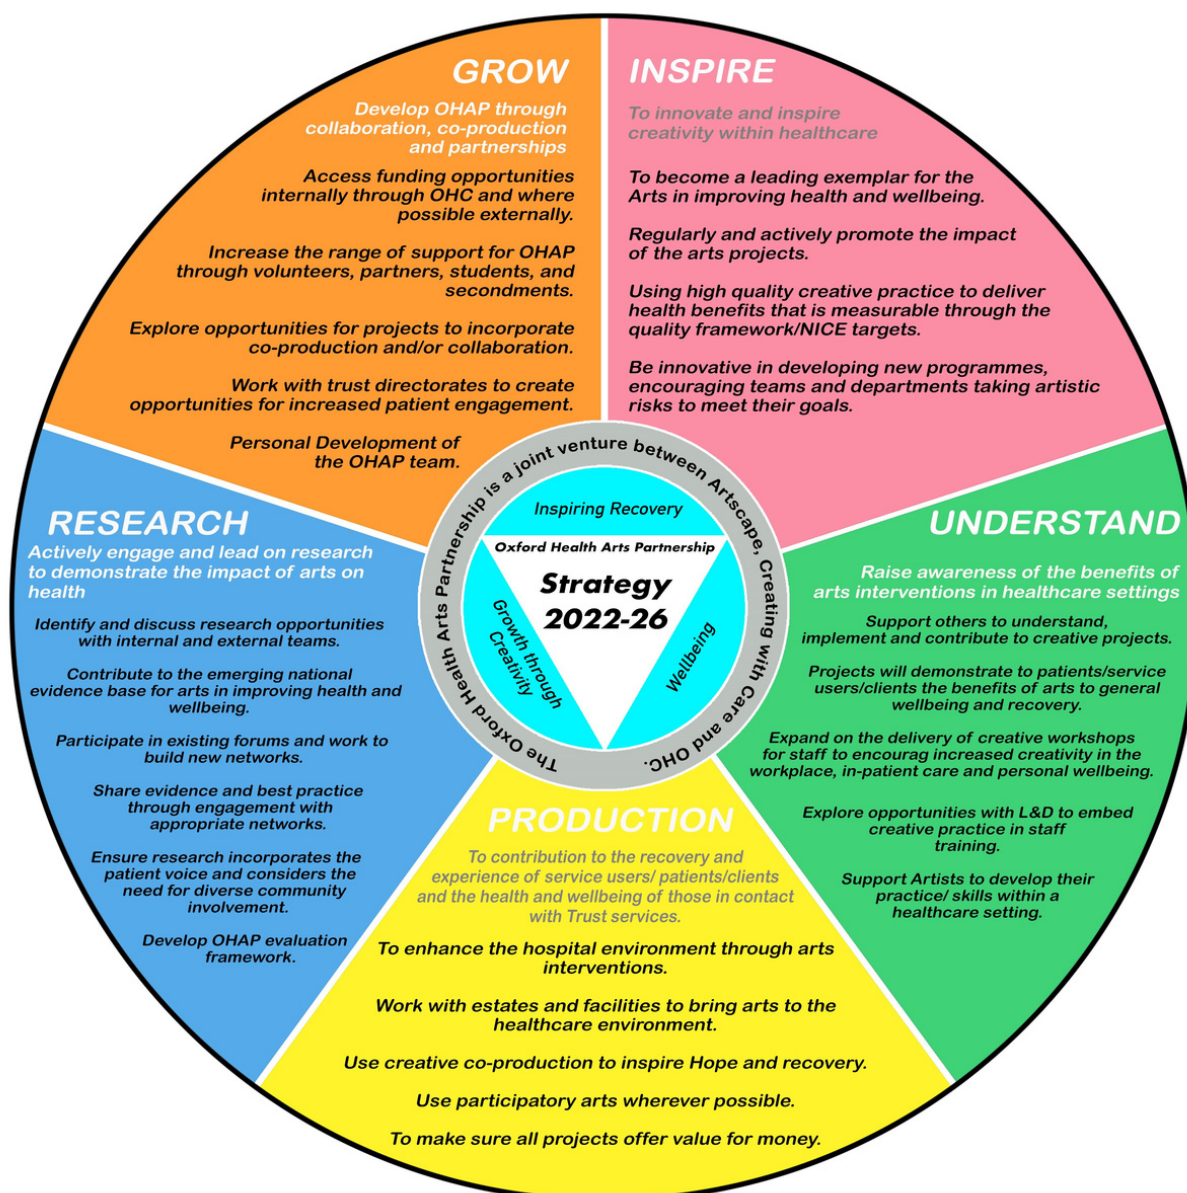 GROW
Develop OHAP through
collaboration, co-production
and partnerships
Access funding opportunities
internally through OHC and where
possible externally.
Increase the range of support for OHAP
through volunteers, partners, students, and
secondments.
Explore opportunities for projects to incorporate
co-production and/or collaboration.
Work with trust directorates to create
opportunities for increased patient engagement.
Personal Development of
the OHAP team.
INSPIRE
To innovate and inspire
creativity within healthcare
To become a leading exemplar for the
Arts in improving health and wellbeing.
Regularly and actively promote the impact
of the arts projects.
Using high quality creative practice to deliver
health benefits that is measurable through the
quality framework/NICE targets.
Be innovative in developing new programmes,
encouraging teams and departments taking artistic
risks to meet their goals.
UNDERSTAND
Raise awareness of the benefits of
arts interventions in healthcare settings
Support others to understand,
implement and contribute to creative projects.
Projects will demonstrate to patients/service
users/clients the benefits of arts to general
wellbeing and recovery.
Expand on the delivery of creative workshops
for staff to encourag increased creativity in the
workplace, in-patient care and personal wellbeing.
Explore opportunities with L&D to embed
creative practice in staff
training.
Support Artists to develop their
practice/ skills within a
healthcare setting.
PRODUCTION
To contribution to the recovery and
experience of service users/ patients/clients
and the health and wellbeing of those in contact
with Trust services.
To enhance the hospital environment through arts
interventions.
Work with estates and facilities to bring arts to the
healthcare environment.
Use creative co-production to inspire Hope and recovery.
Use participatory arts wherever possible.
To make sure all projects offer value for money.
RESEARCH
Actively engage and lead on research
to demonstrate the impact of arts on
health
Identify and discuss research opportunities
with internal and external teams.
Contribute to the emerging national
evidence base for arts in improving health and
wellbeing.
Participate in existing forums and work to
build new networks.
Share evidence and best practice
through engagement with
appropriate networks.
Ensure research incorporates the
patient voice and considers the
need for diverse community
involvement.
Develop OHAP evaluation
framework.
The Oxford Health Arts Partnership is a joint venture between Artscape, Creating with Care and OHC.
Inspiring Recovery
Oxford Health Arts Partnership
Strategy
2022-26
Growth through
Creativity
Wellbeing